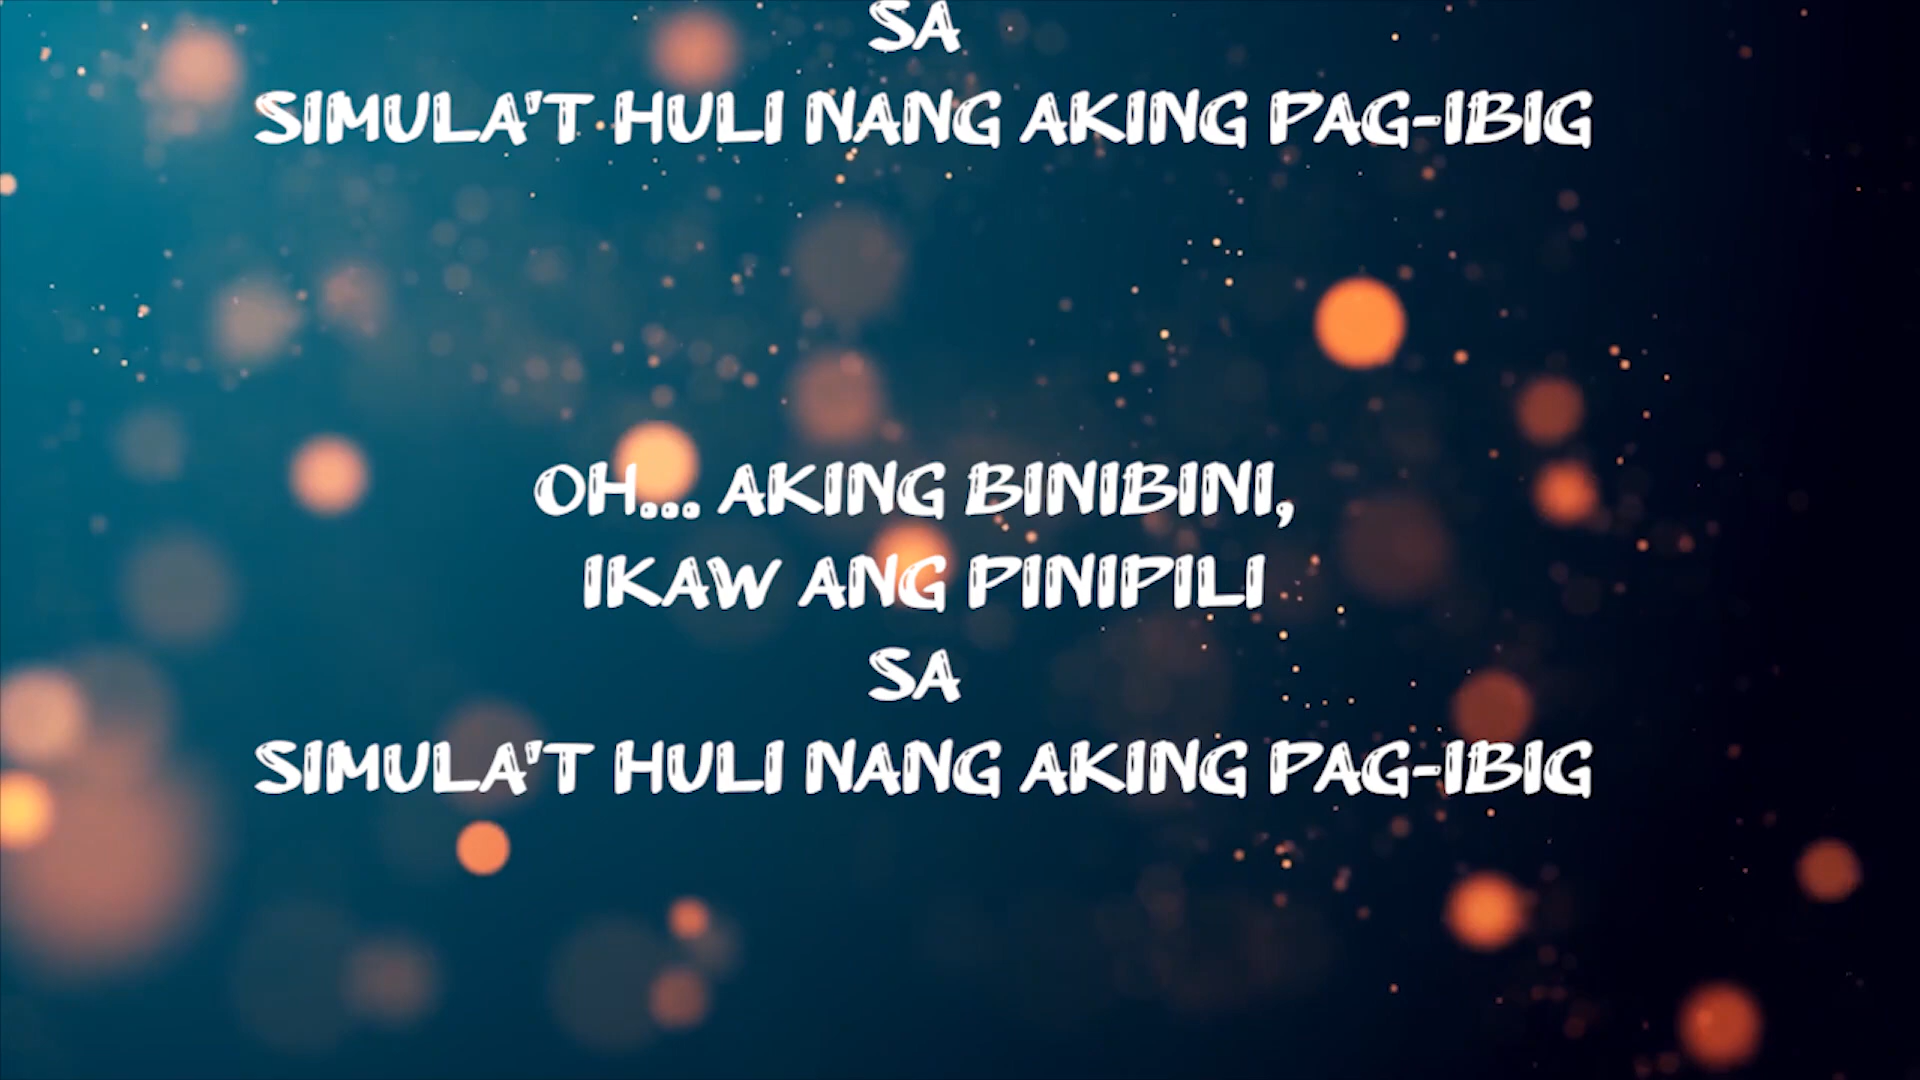 SA
SIMULA'T HULI NANG AKING PAG-IBIG
OH... AKING BINIBINI,
IKAW ANG PINIPILI
SA
SIMULA'T HULI NANG AKING PAG-IBIG